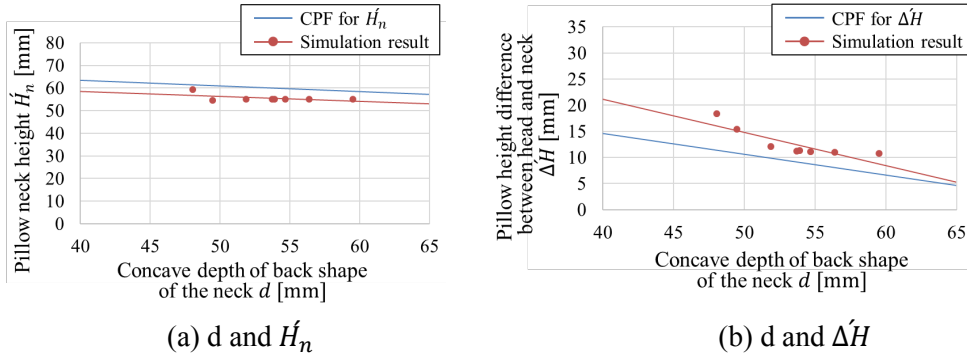 CPF for H́ₙ
Simulation result
Pillow neck height H́ₙ [mm]
80
70
60
50
40
30
20
10
0
40 45 50 55 60 65
Concave depth of back shape
of the neck d [mm]
(a) d and H́ₙ
CPF for Δ́H
Simulation result
Pillow height difference
between head and neck
Δ́H [mm]
35
30
25
20
15
10
5
0
40 45 50 55 60 65
Concave depth of back shape
of the neck d [mm]
(b) d and Δ́H